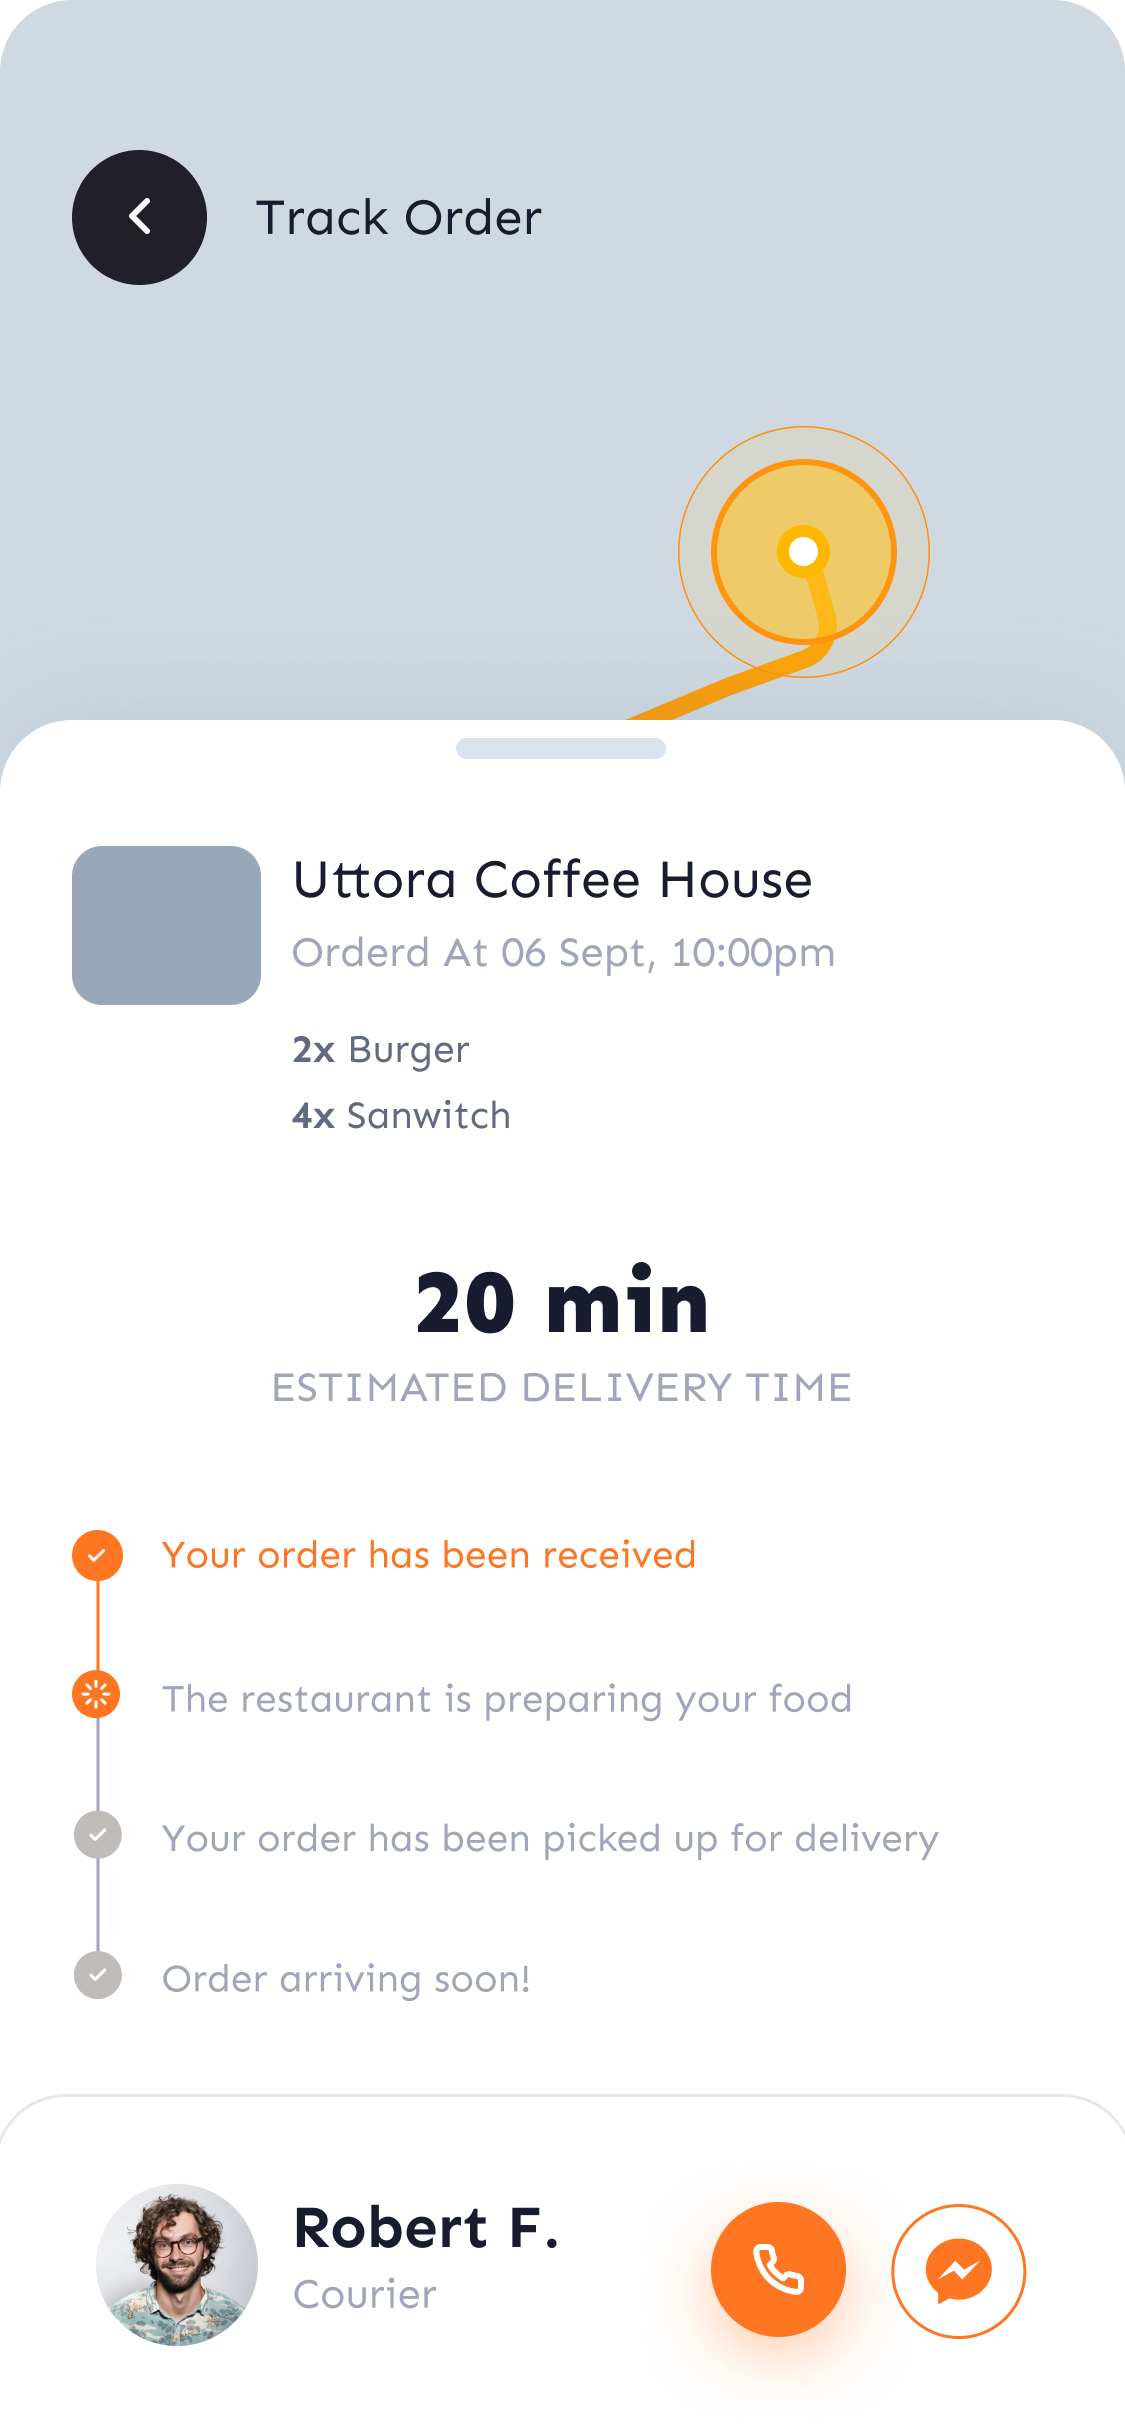 Track Order
Uttora Coffee House
Orderd At 06 Sept, 10:00pm
2x Burger
4x Sanwitch
20 min
ESTIMATED DELIVERY TIME
Your order has been received
The restaurant is preparing your food
Your order has been picked up for delivery
Order arriving soon!
Robert F.
Courier